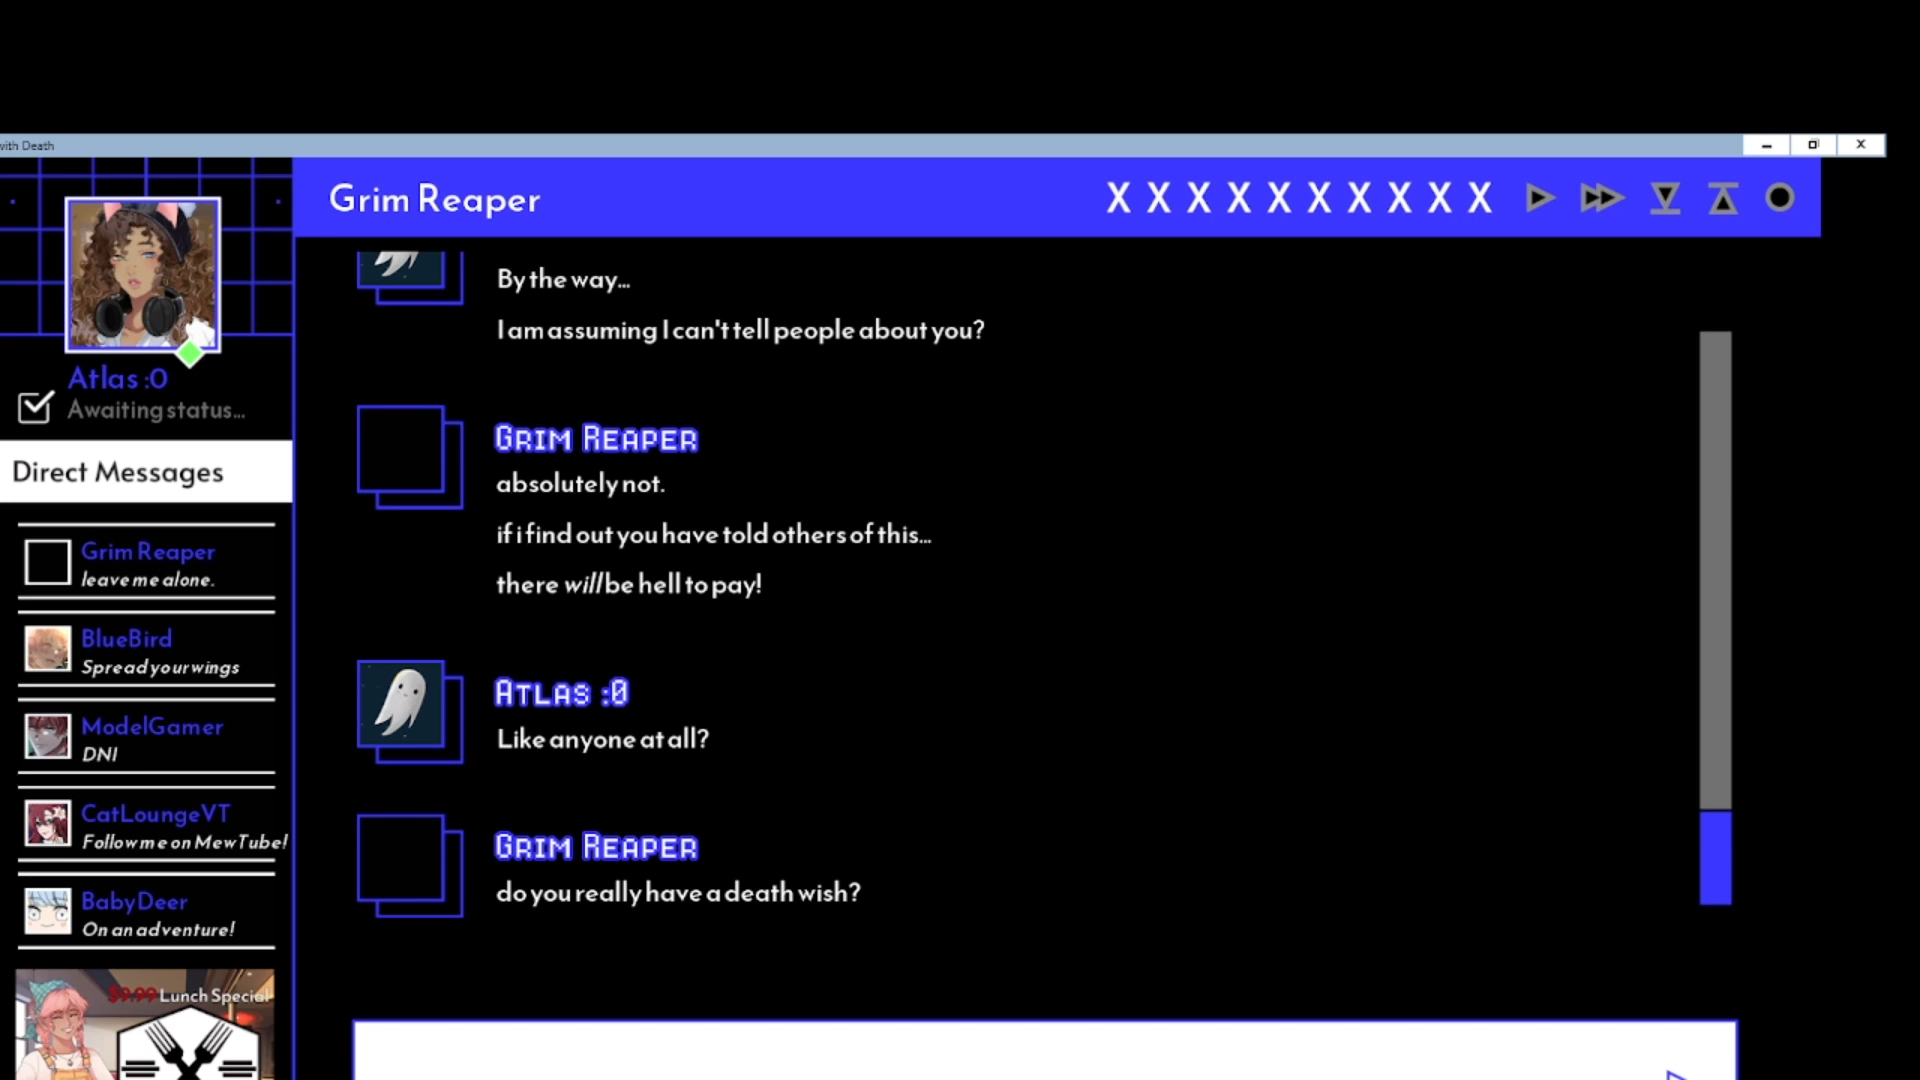 with Death
Grim Reaper
X X X X X X X X X X
Atlas :0
Awaiting status...
Direct Messages
Grim Reaper
leave me alone.
BlueBird
Spread your wings
ModelGamer
DNI
CatLoungeVT
Follow me on MewTube!
BabyDeer
On an adventure!
$9.99 Lunch Special
By the way...
I am assuming I can't tell people about you?
Grim Reaper
absolutely not.
if i find out you have told others of this...
there will be hell to pay!
Atlas :0
Like anyone at all?
Grim Reaper
do you really have a death wish?